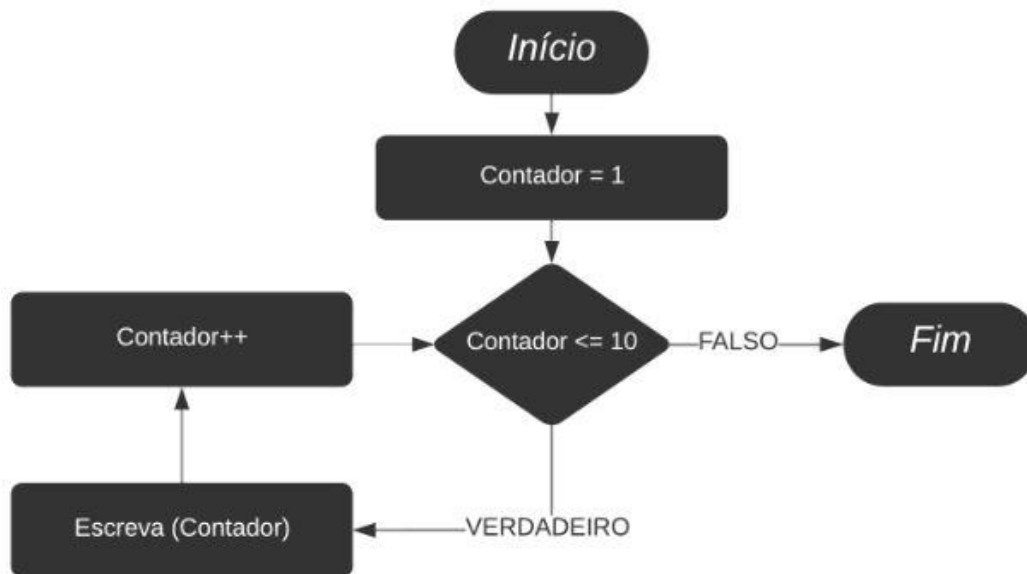 Início
Contador = 1
Contador <= 10
FALSO
Fim
VERDADEIRO
Escreva (Contador)
Contador++